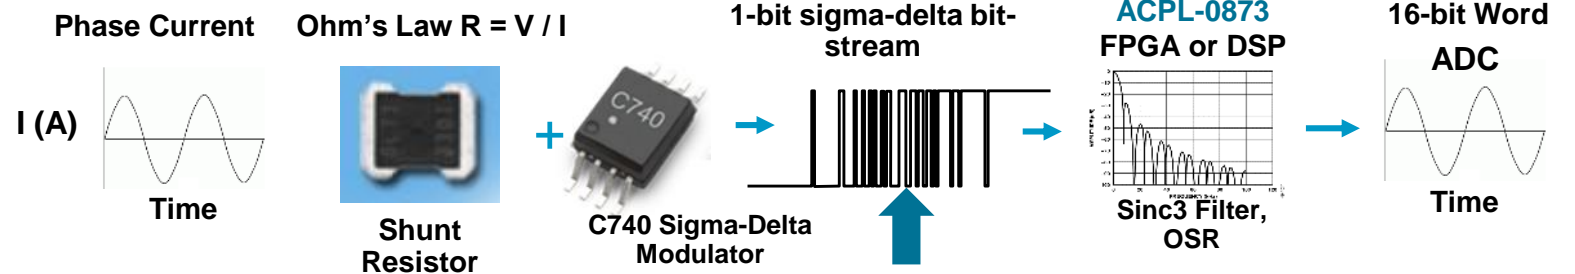 Phase Current
I (A)
Time
Ohm's Law R = V / I
Shunt
Resistor
+
C740
C740 Sigma-Delta
Modulator
1-bit sigma-delta bit-
stream
ACPL-0873
FPGA or DSP
Sinc3 Filter,
OSR
16-bit Word
ADC
Time